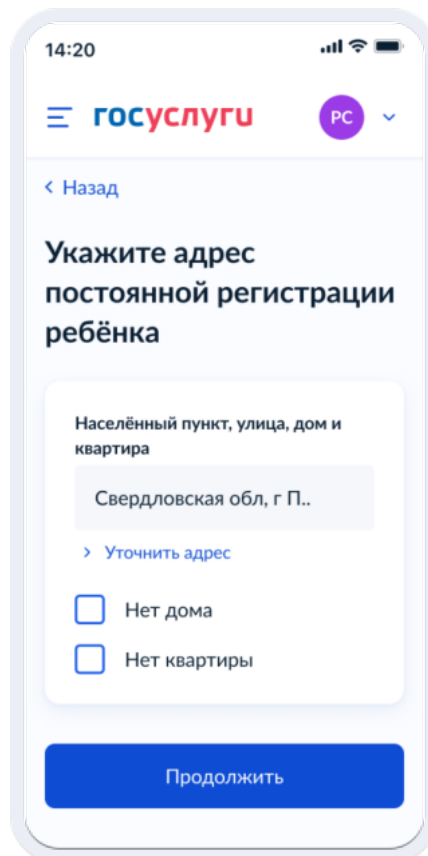 14:20
госуслуги
РС
Назад
Укажите адрес
постоянной регистрации
ребёнка
Населённый пункт, улица, дом и
квартира
Свердловская обл, г П..
Уточнить адрес
Нет дома
Нет квартиры
Продолжить